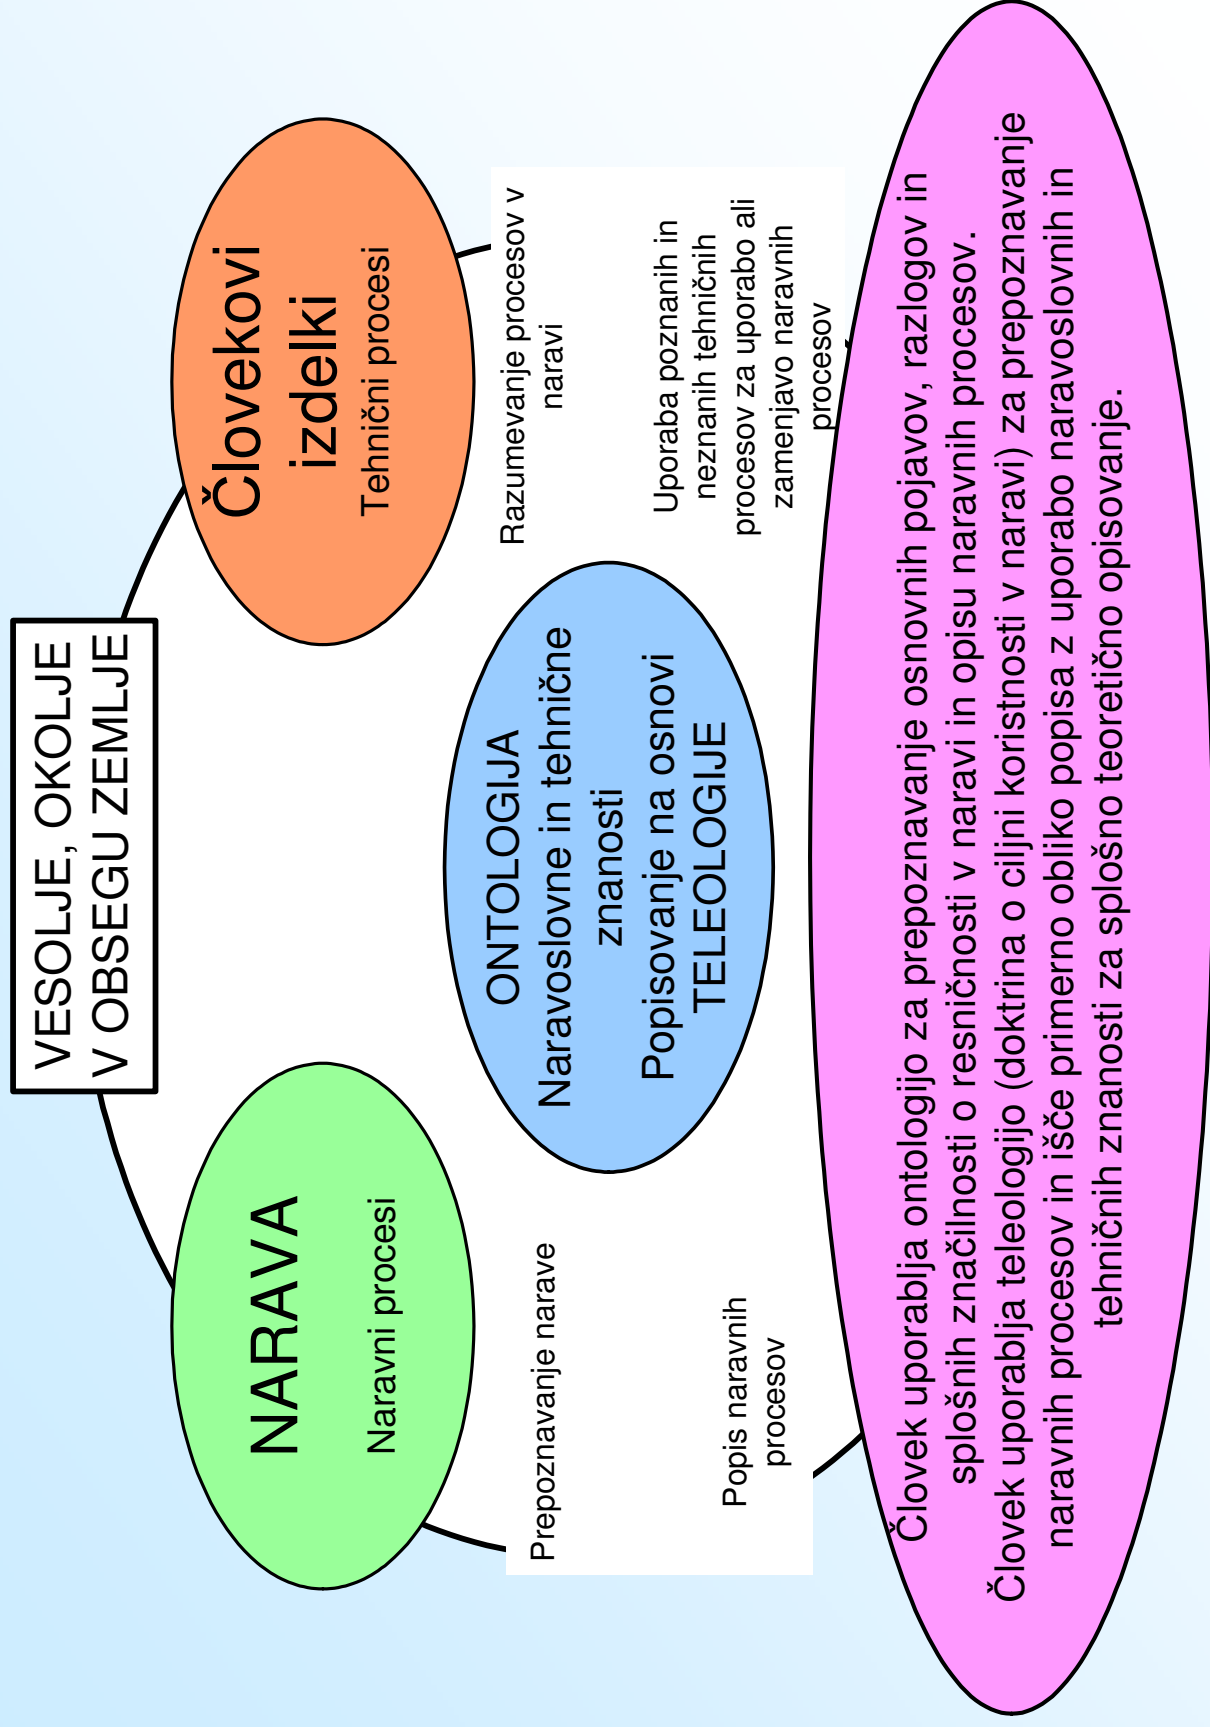 VESOLJE, OKOLJE
V OBSEGU ZEMLJE
NARAVA
Naravni procesi
Človekovi
izdelki
Tehnični procesi
Prepoznavanje narave
Popis naravnih
procesov
ONTOLOGIJA
Naravoslovne in tehnične
znanosti
Popisovanje na osnovi
TELEOLOGIJE
Razumevanje procesov v
naravi
Uporaba poznanih in
neznanih tehničnih
procesov za uporabo ali
zamenjavo naravnih
procesov
Človek uporablja ontologijo za prepoznavanje osnovnih pojavov, razlogov in
splošnih značilnosti o resničnosti v naravi in opisu naravnih procesov.
Človek uporablja teleologijo (doktrina o ciljni koristnosti v naravi) za prepoznavanje
naravnih procesov in išče primerno obliko popisa z uporabo naravoslovnih in
tehničnih znanosti za splošno teoretično opisovanje.